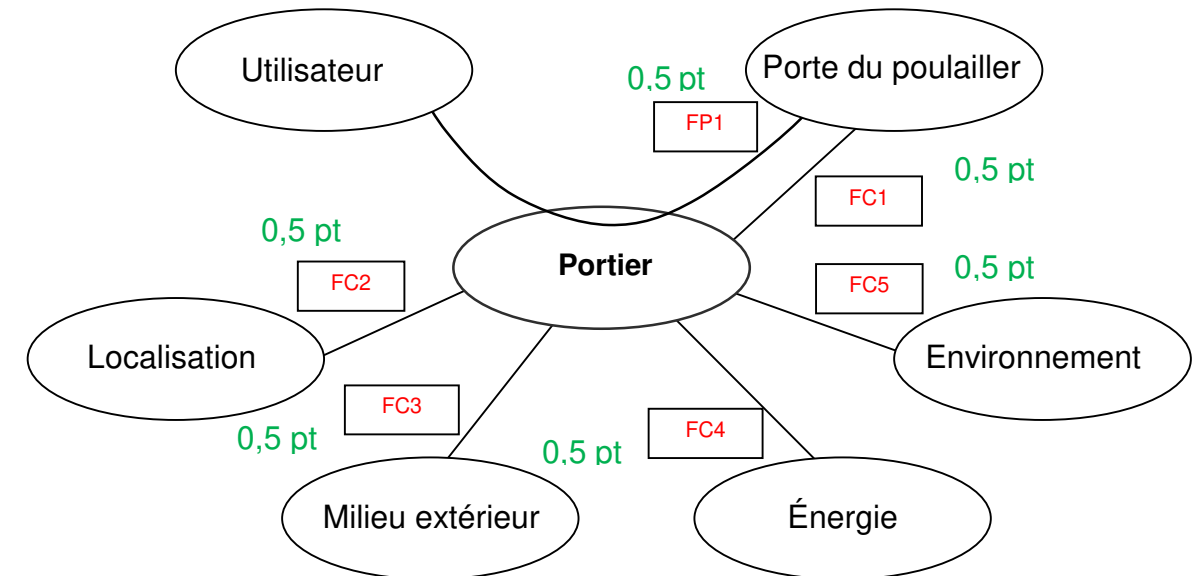 Utilisateur
Porte du poulailler
0,5 pt
FP1
0,5 pt
FC1
0,5 pt
Portier
0,5 pt
FC2
FC5
Localisation
Environnement
FC3
0,5 pt
FC4
0,5 pt
Milieu extérieur
Énergie